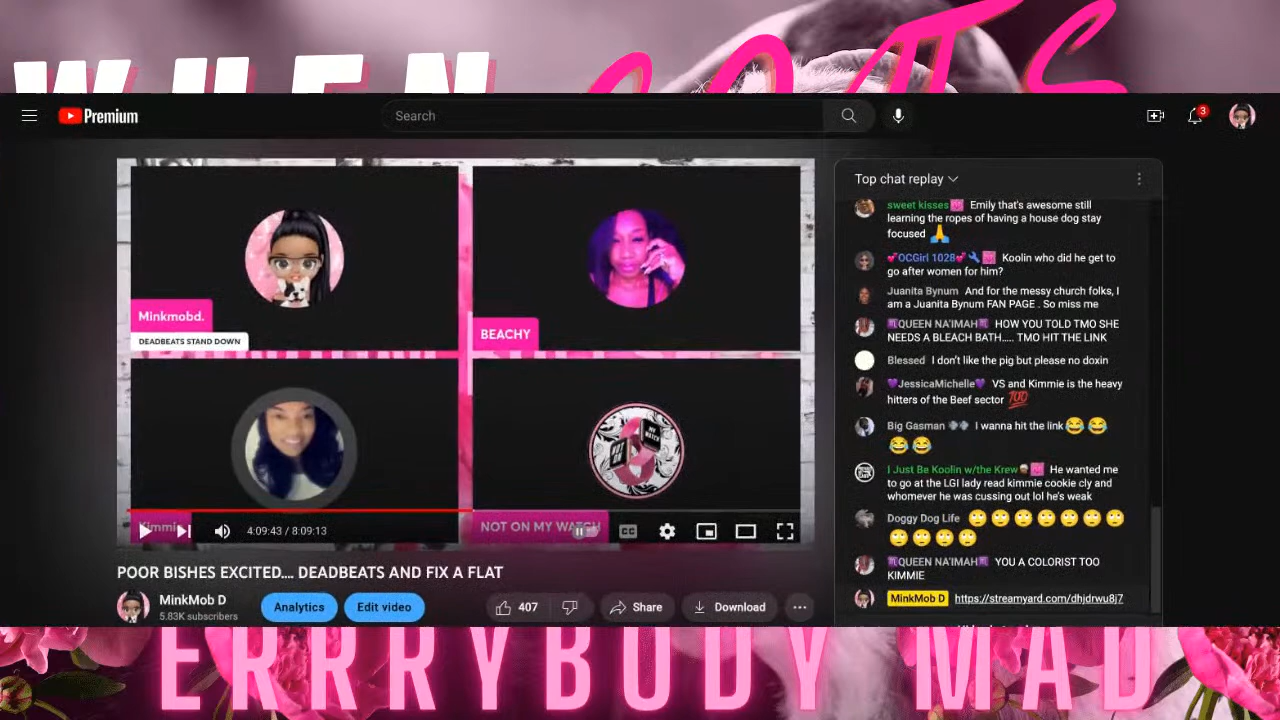 WHEN GOATS
Premium
Search
3
Top chat replay
sweet kisses Emily that's awesome still
learning the ropes of having a house dog stay
focused 🙏
💕OCGirl 1028💕🔧 Koolin who did he get to
go after women for him?
Juanita Bynum And for the messy church folks, I
am a Juanita Bynum FAN PAGE . So miss me
QUEEN NA'IMAH HOW YOU TOLD TMO SHE
NEEDS A BLEACH BATH..... TMO HIT THE LINK
Blessed I don't like the pig but please no doxin
💜JessicaMichelle💜 VS and Kimmie is the heavy
hitters of the Beef sector 💯
Big Gasman I wanna hit the link😂😂
😂😂
I Just Be Koolin w/the Krew He wanted me
to go at the LGI lady read kimmie cookie cly and
whomever he was cussing out lol he's weak
Doggy Dog Life 🙄🙄🙄🙄🙄🙄🙄
🙄🙄🙄🙄
QUEEN NA'IMAH YOU A COLORIST TOO
KIMMIE
MinkMob D https://streamyard.com/dhjdrwu8j7
Minkmobd.
DEADBEATS STAND DOWN
BEACHY
Kimmi
NOT ON MY WATCH
MY WATCH
4:09:43 / 8:09:13
CC
POOR BISHES EXCITED.... DEADBEATS AND FIX A FLAT
MinkMob D
5.83K subscribers
Analytics
Edit video
407
Share
Download
ERRRYBODY MAD